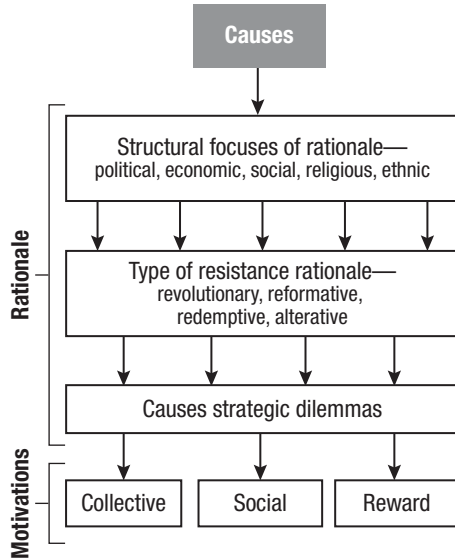 Causes
Structural focuses of rationale—
political, economic, social, religious, ethnic
Rationale
Type of resistance rationale—
revolutionary, reformative,
redemptive, alterative
Causes strategic dilemmas
Motivations
Collective
Social
Reward